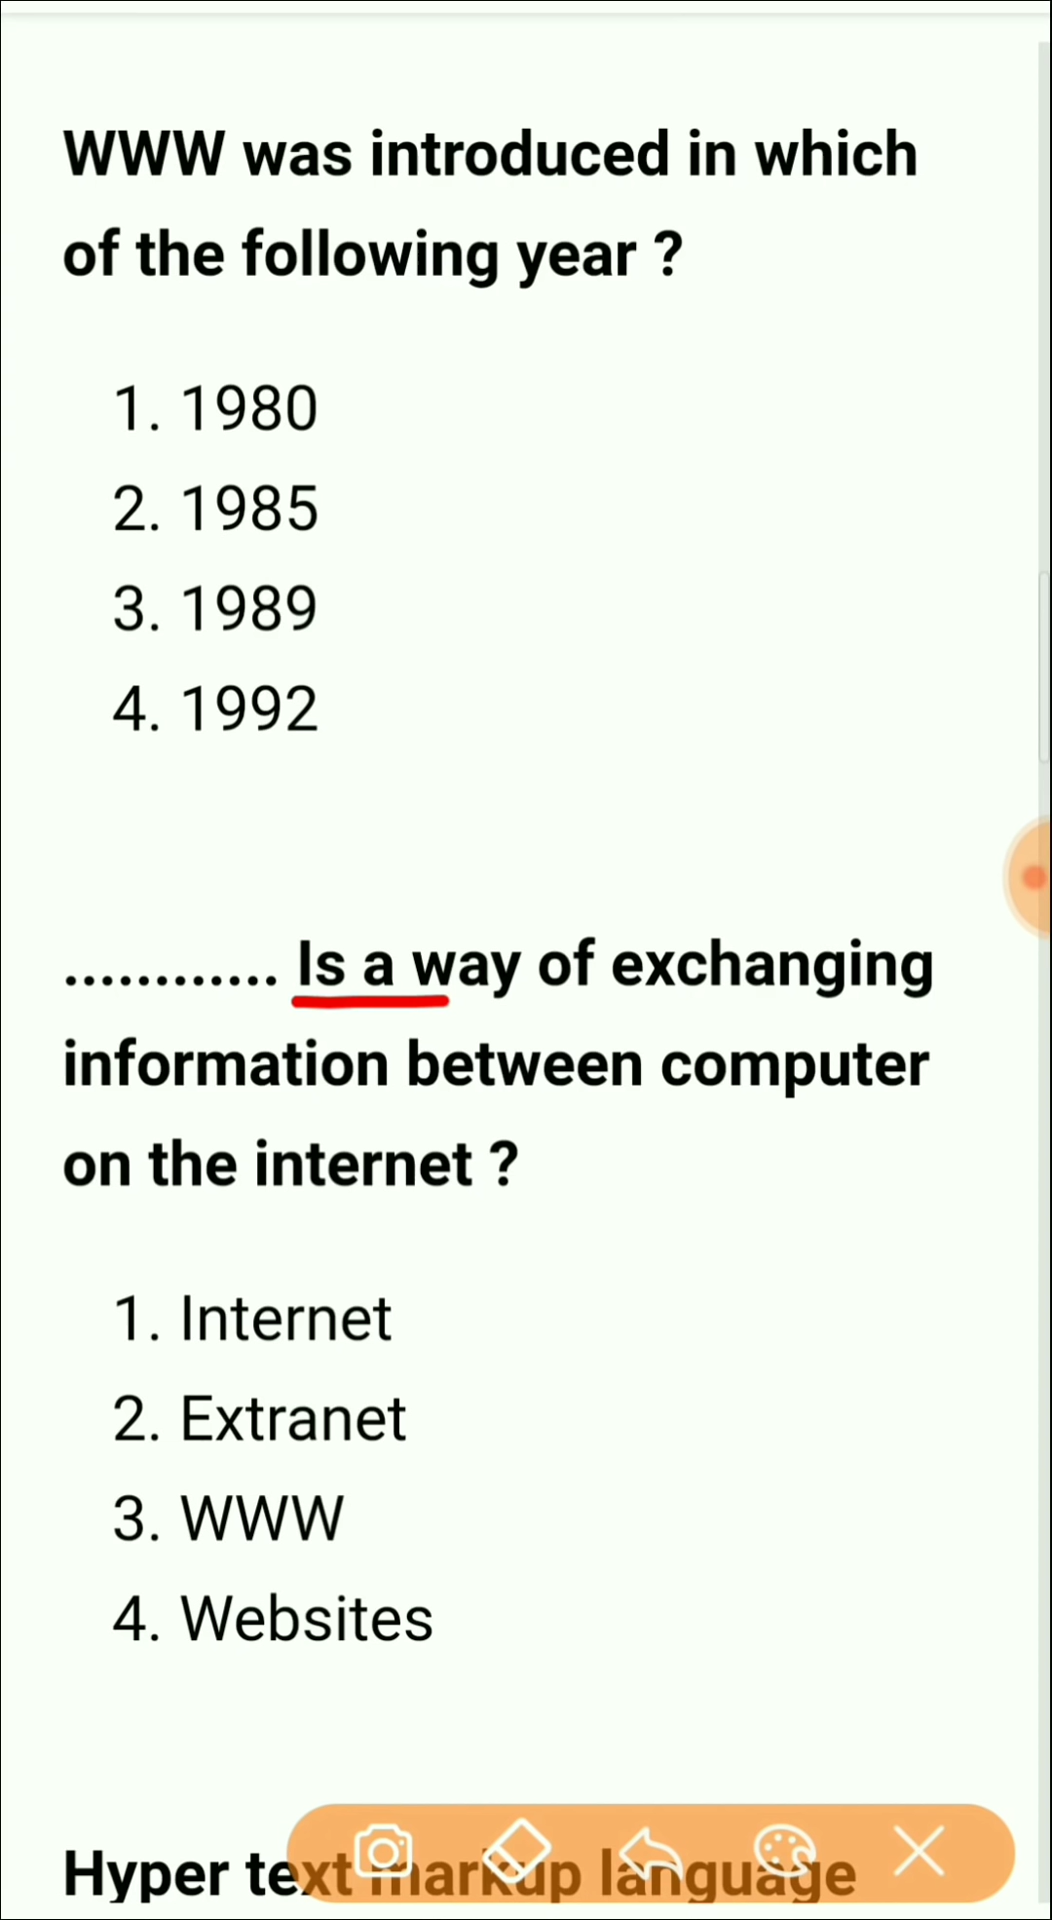 WWW was introduced in which
of the following year ?
1. 1980
2. 1985
3. 1989
4. 1992
............ Is a way of exchanging
information between computer
on the internet ?
1. Internet
2. Extranet
3. WWW
4. Websites
Hyper text markup language